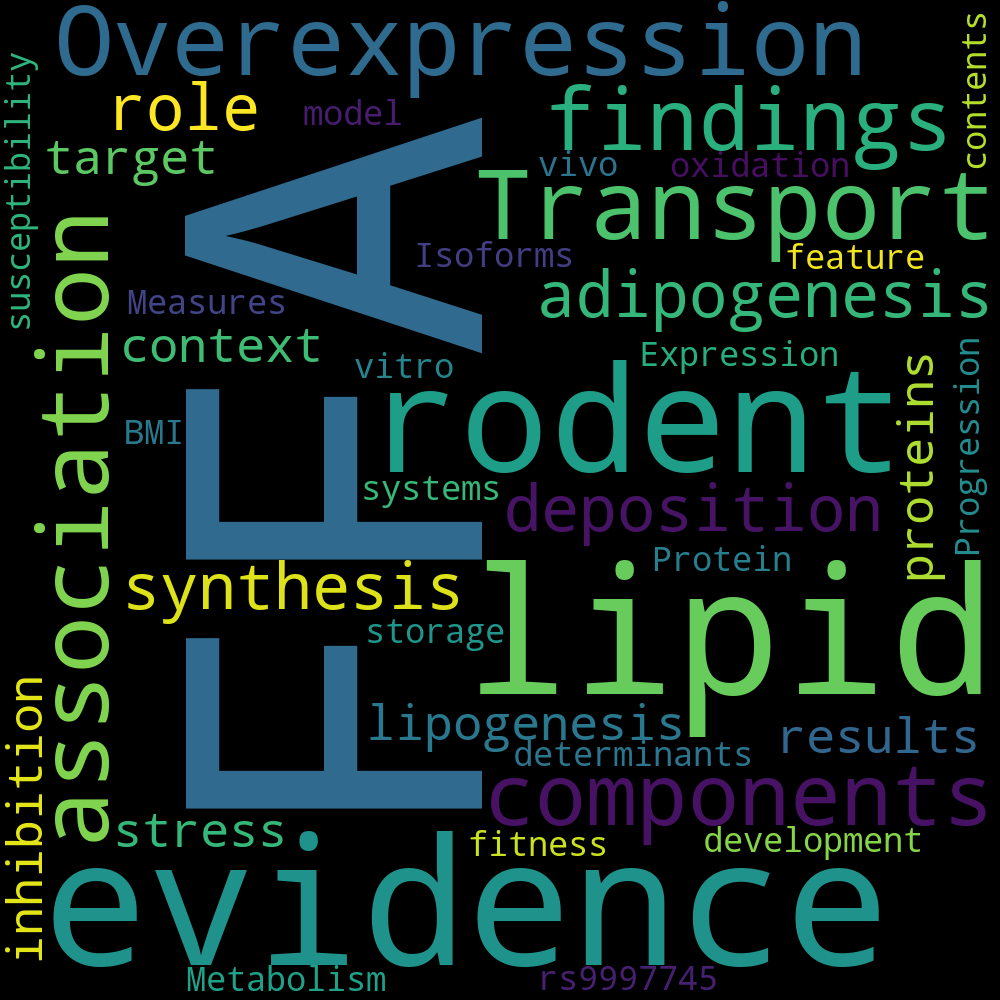 Overexpression
role
model
findings
contents
susceptibility
target
vivo
oxidation
Transport
FFA
association
Isoforms
feature
Measures
adipogenesis
context
vitro
Expression
rodent
proteins
Progression
BMI
systems
deposition
Protein
synthesis
lipid
storage
inhibition
lipogenesis
determinants
results
components
stress
fitness
development
evidence
Metabolism
rs9997745